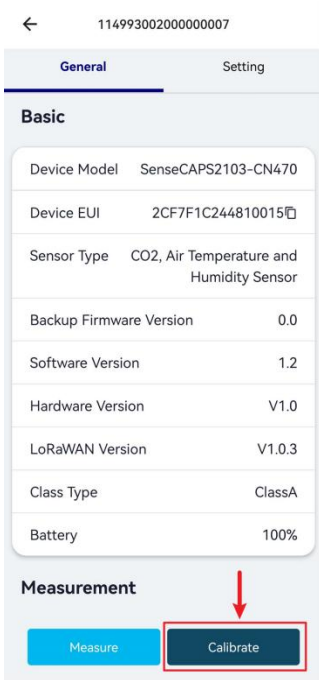 114993002000000007
General Setting
Basic
Device Model SenseCAPS2103-CN470
Device EUI 2CF7F1C244810015
Sensor Type CO2, Air Temperature and
Humidity Sensor
Backup Firmware Version 0.0
Software Version 1.2
Hardware Version V1.0
LoRaWAN Version V1.0.3
Class Type ClassA
Battery 100%
Measurement
Measure Calibrate